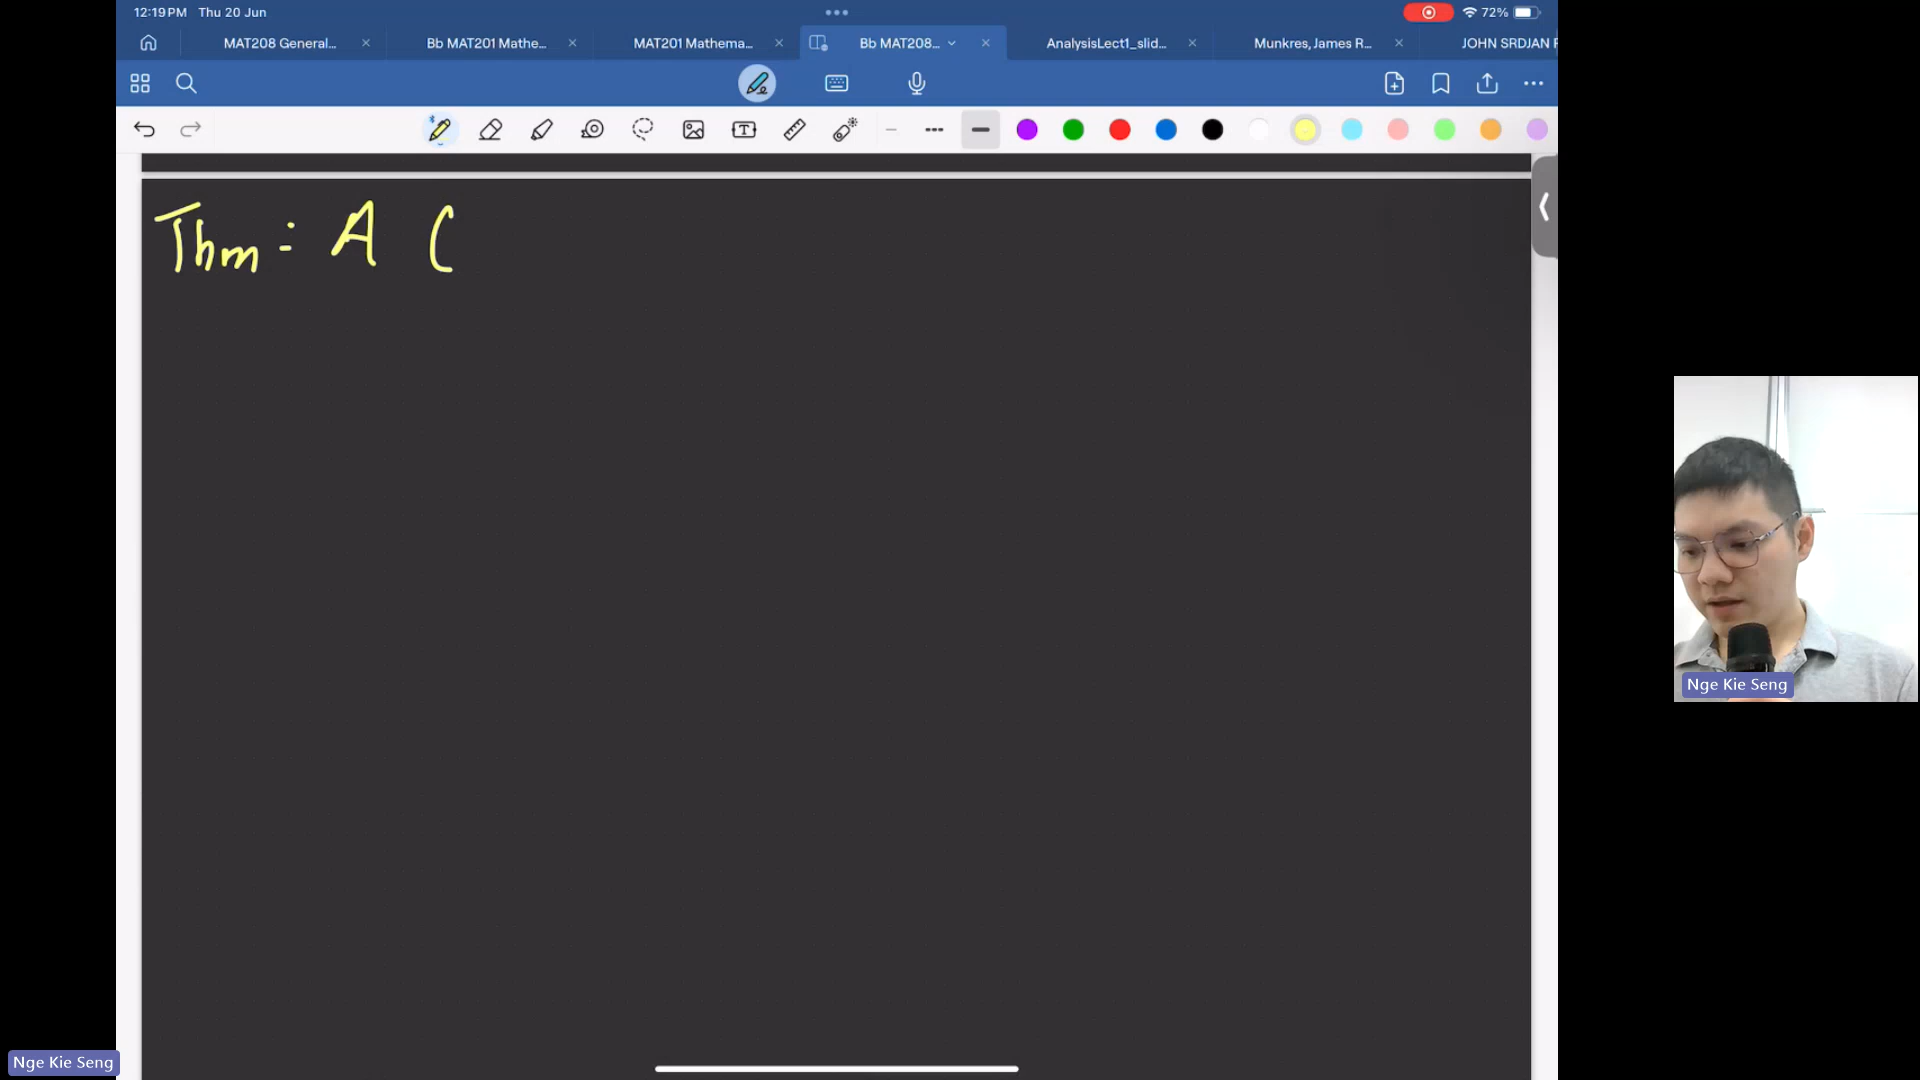 12:19 PM Thu 20 Jun
72%
MAT208 General...
Bb MAT201 Mathe...
MAT201 Mathema...
Bb MAT208...
AnalysisLect1_slid...
Munkres, James R...
JOHN SRDJAN P
Thm : A C
Nge Kie Seng
Nge Kie Seng